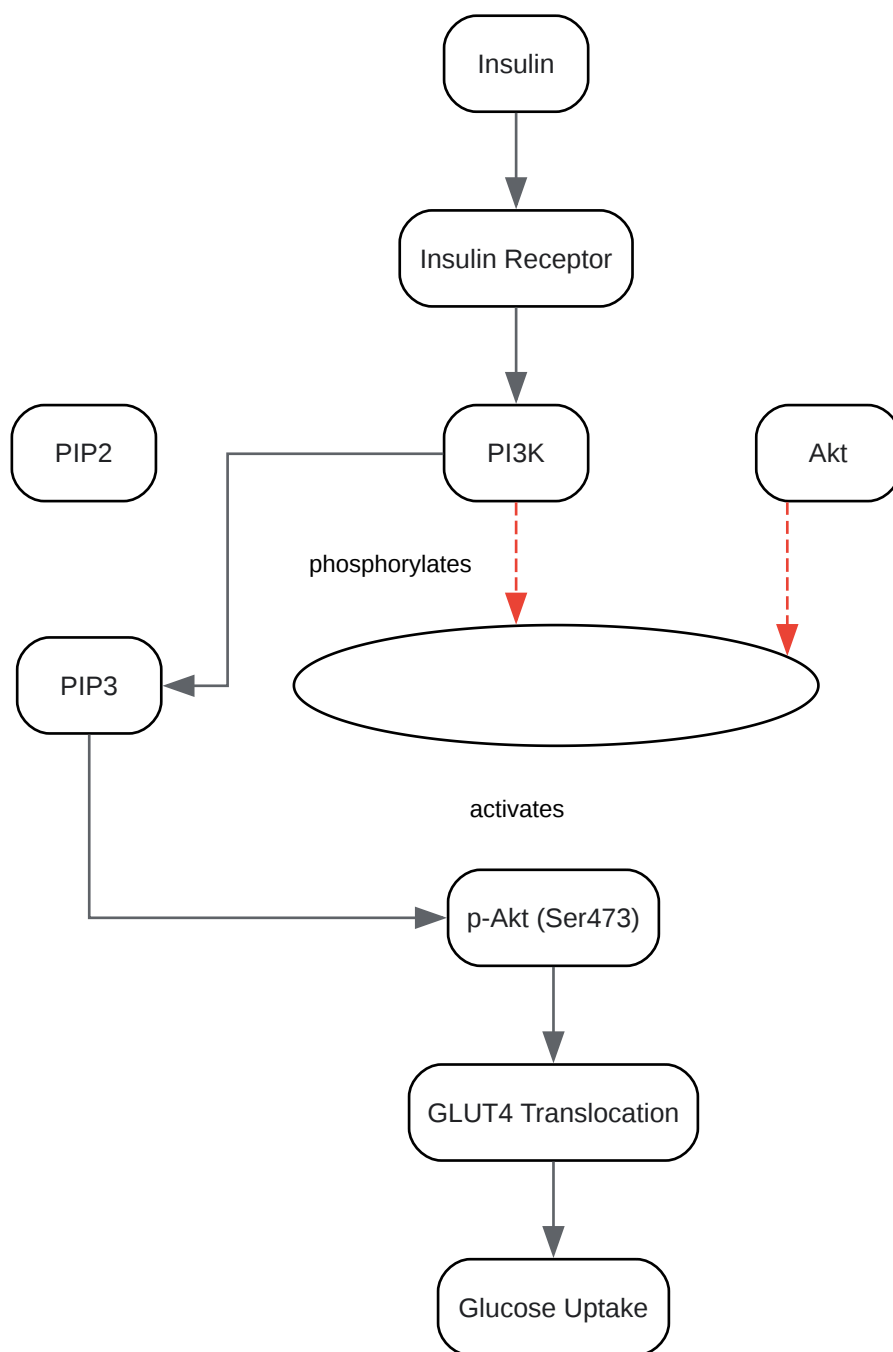 Insulin
Insulin Receptor
PIP2
PI3K
Akt
phosphorylates
PIP3
activates
p-Akt (Ser473)
GLUT4 Translocation
Glucose Uptake